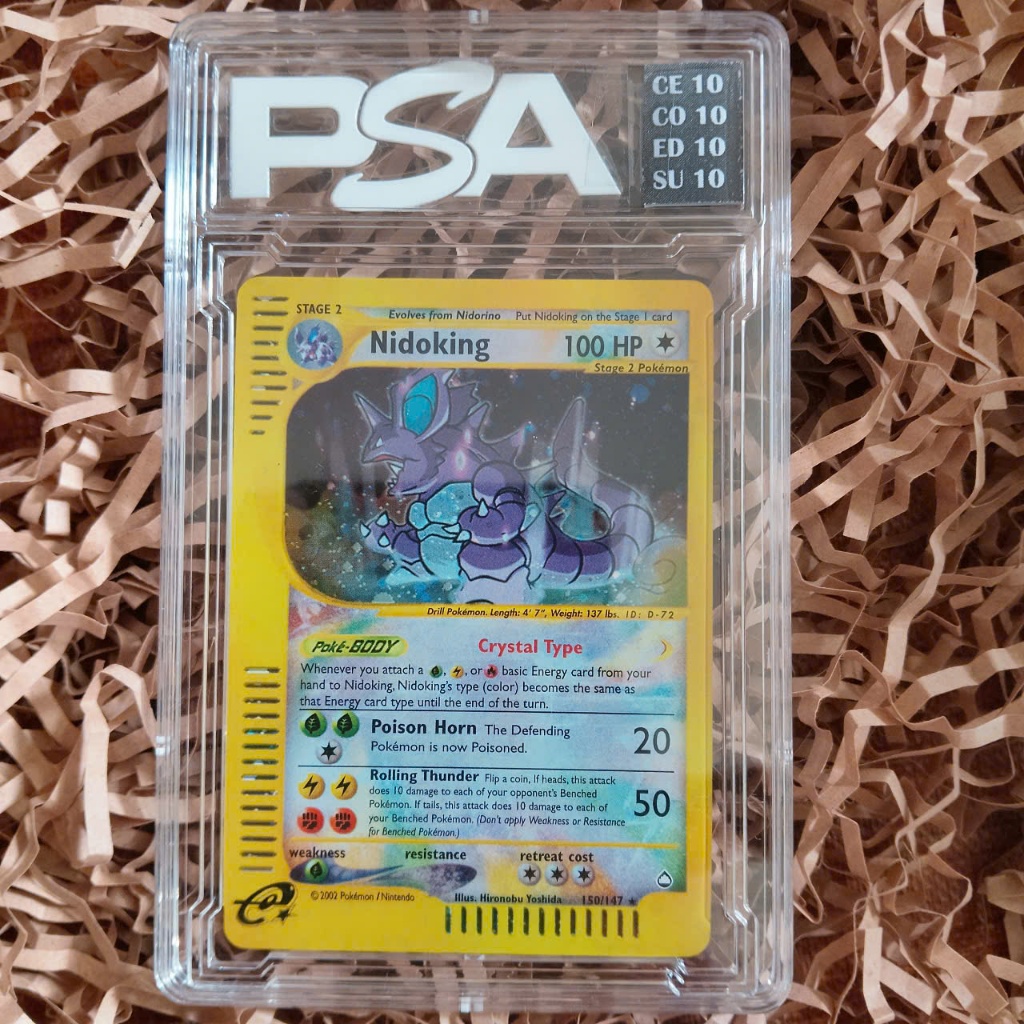 PSA
CE 10
CO 10
ED 10
SU 10
STAGE 2
Evolves from Nidorino Put Nidoking on the Stage 1 card
Nidoking 100 HP
Stage 2 Pokémon
Drill Pokémon. Length: 4' 7", Weight: 137 lbs. ID: D-72
Poké-BODY Crystal Type
Whenever you attach a , , or basic Energy card from your
hand to Nidoking, Nidoking's type (color) becomes the same as
that Energy card type until the end of the turn.
Poison Horn The Defending
Pokémon is now Poisoned. 20
Rolling Thunder Flip a coin, If heads, this attack
does 10 damage to each of your opponent's Benched
Pokémon. If tails, this attack does 10 damage to each of 50
your Benched Pokémon. (Don't apply Weakness or Resistance
for Benched Pokémon.)
weakness resistance retreat cost
e
© 2002 Pokémon / Nintendo Illus. Hironobu Yoshida 150/147 ★